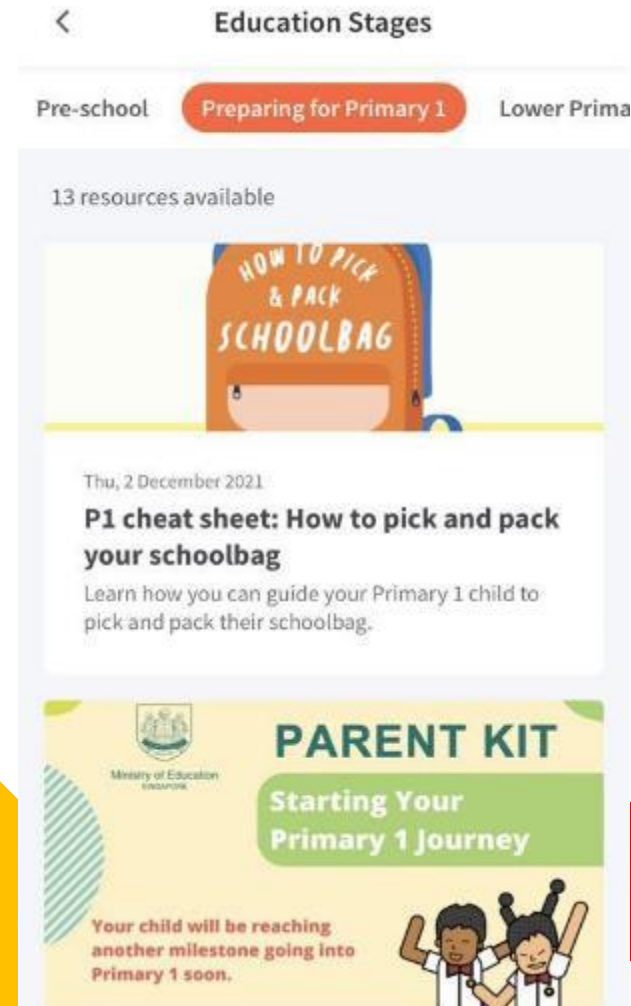 Education Stages
Pre-school Preparing for Primary 1 Lower Prima
13 resources available
HOW TO PICK
& PACK
SCHOOLBAG
Thu, 2 December 2021
P1 cheat sheet: How to pick and pack
your schoolbag
Learn how you can guide your Primary 1 child to
pick and pack their schoolbag.
Ministry of Education
SINGAPORE
PARENT KIT
Starting Your
Primary 1 Journey
Your child will be reaching
another milestone going into
Primary 1 soon.